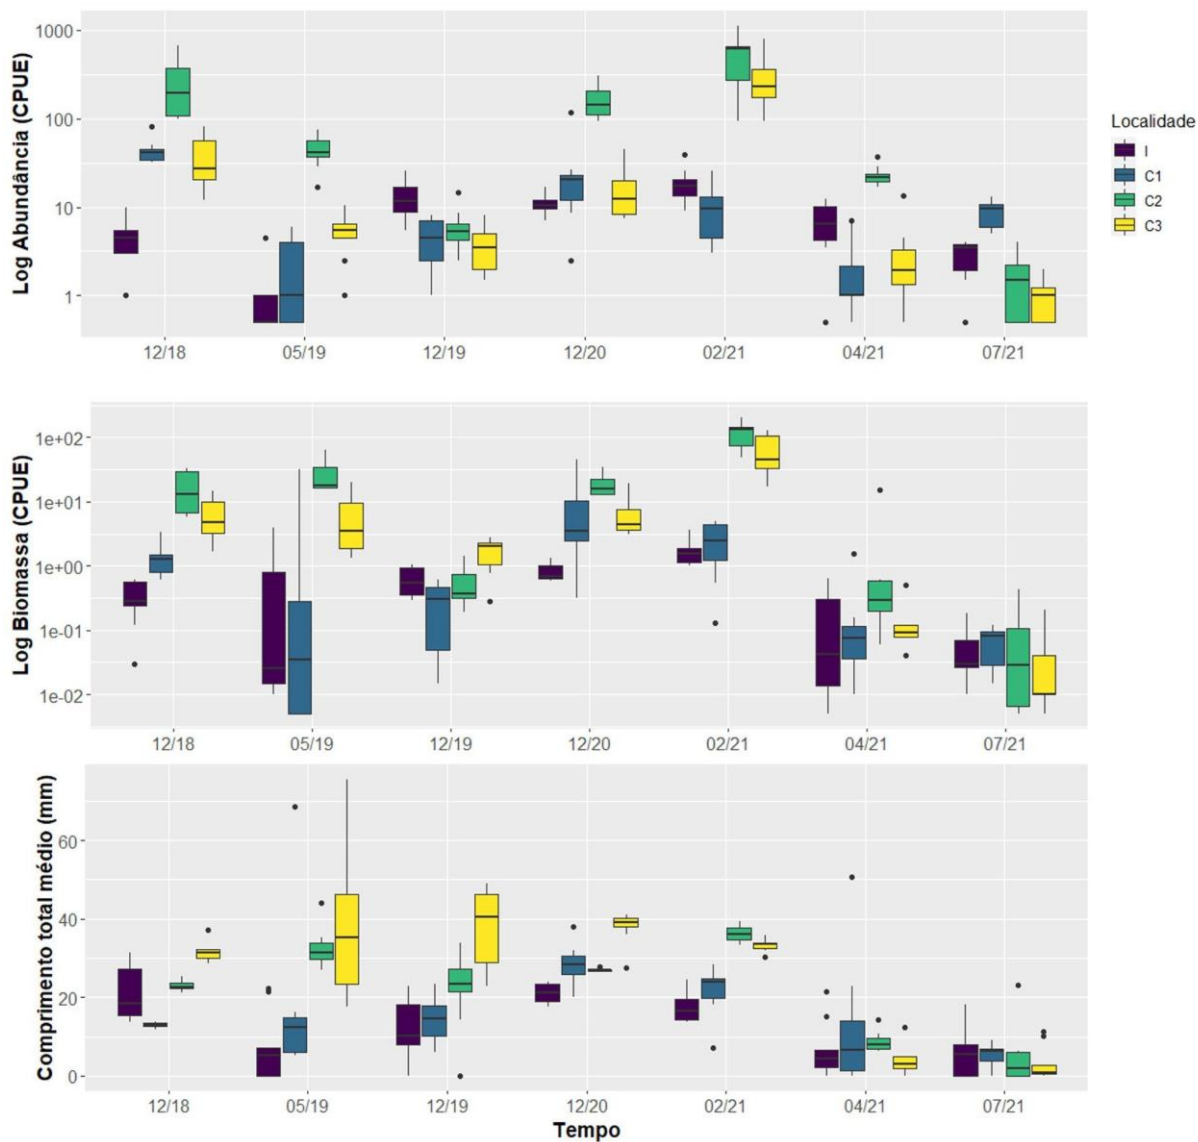 Log Abundância (CPUE)
1000
100
10
1
12/18 05/19 12/19 12/20 02/21 04/21 07/21
Localidade
I
C1
C2
C3
Log Biomassa (CPUE)
1e+02
1e+01
1e+00
1e-01
1e-02
12/18 05/19 12/19 12/20 02/21 04/21 07/21
Comprimento total médio (mm)
60
40
20
0
12/18 05/19 12/19 12/20 02/21 04/21 07/21
Tempo